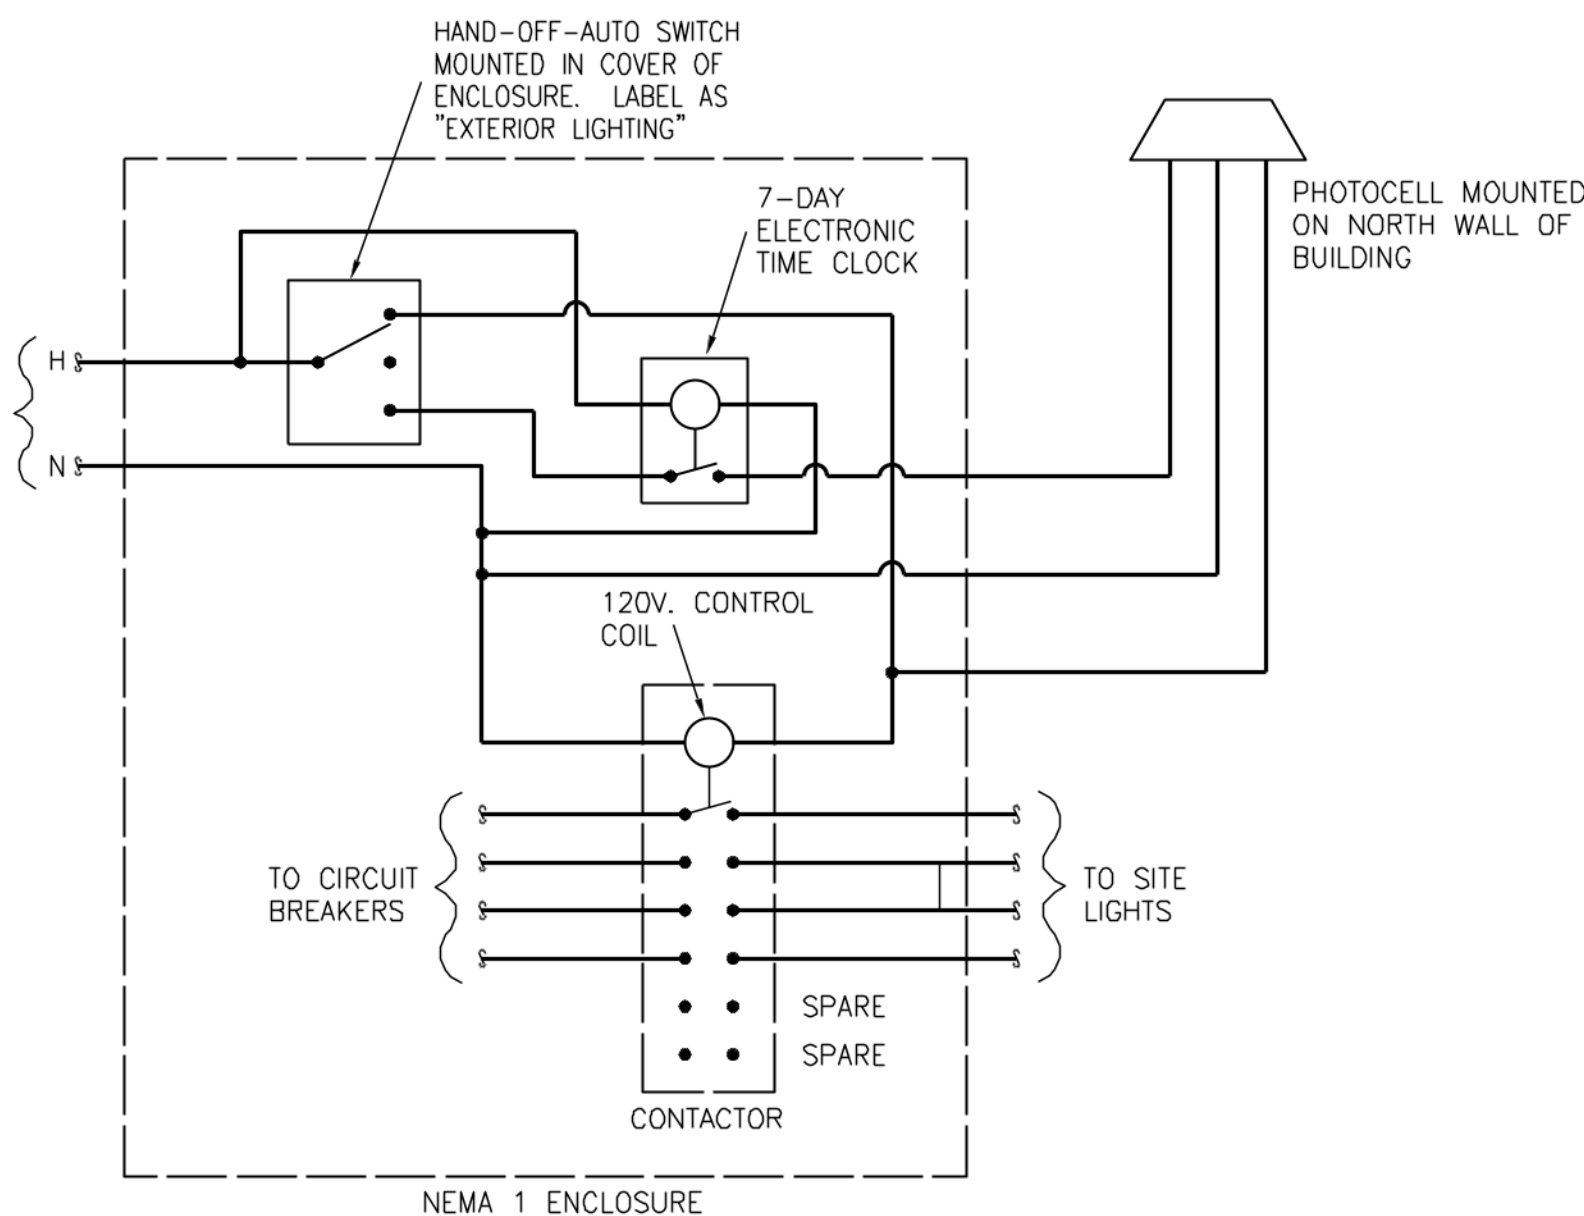 HAND-OFF-AUTO SWITCH
MOUNTED IN COVER OF
ENCLOSURE. LABEL AS
"EXTERIOR LIGHTING"
7-DAY
ELECTRONIC
TIME CLOCK
PHOTOCELL MOUNTED
ON NORTH WALL OF
BUILDING
H
N
120V. CONTROL
COIL
TO CIRCUIT
BREAKERS
TO SITE
LIGHTS
SPARE
SPARE
CONTACTOR
NEMA 1 ENCLOSURE